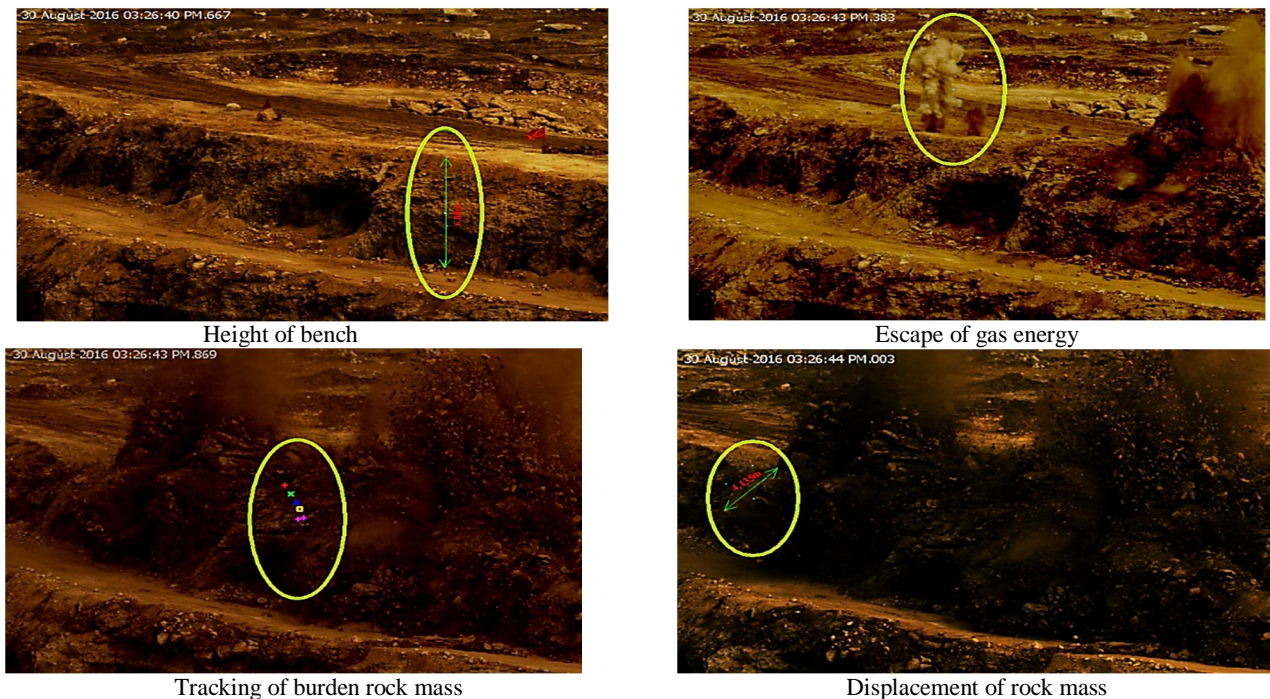 30 August-2016 03:26:40 PM.667
30 August-2016 03:26:43 PM.383
Height of bench
Escape of gas energy
30 August-2016 03:26:43 PM.869
30 August-2016 03:26:44 PM.003
Tracking of burden rock mass
Displacement of rock mass